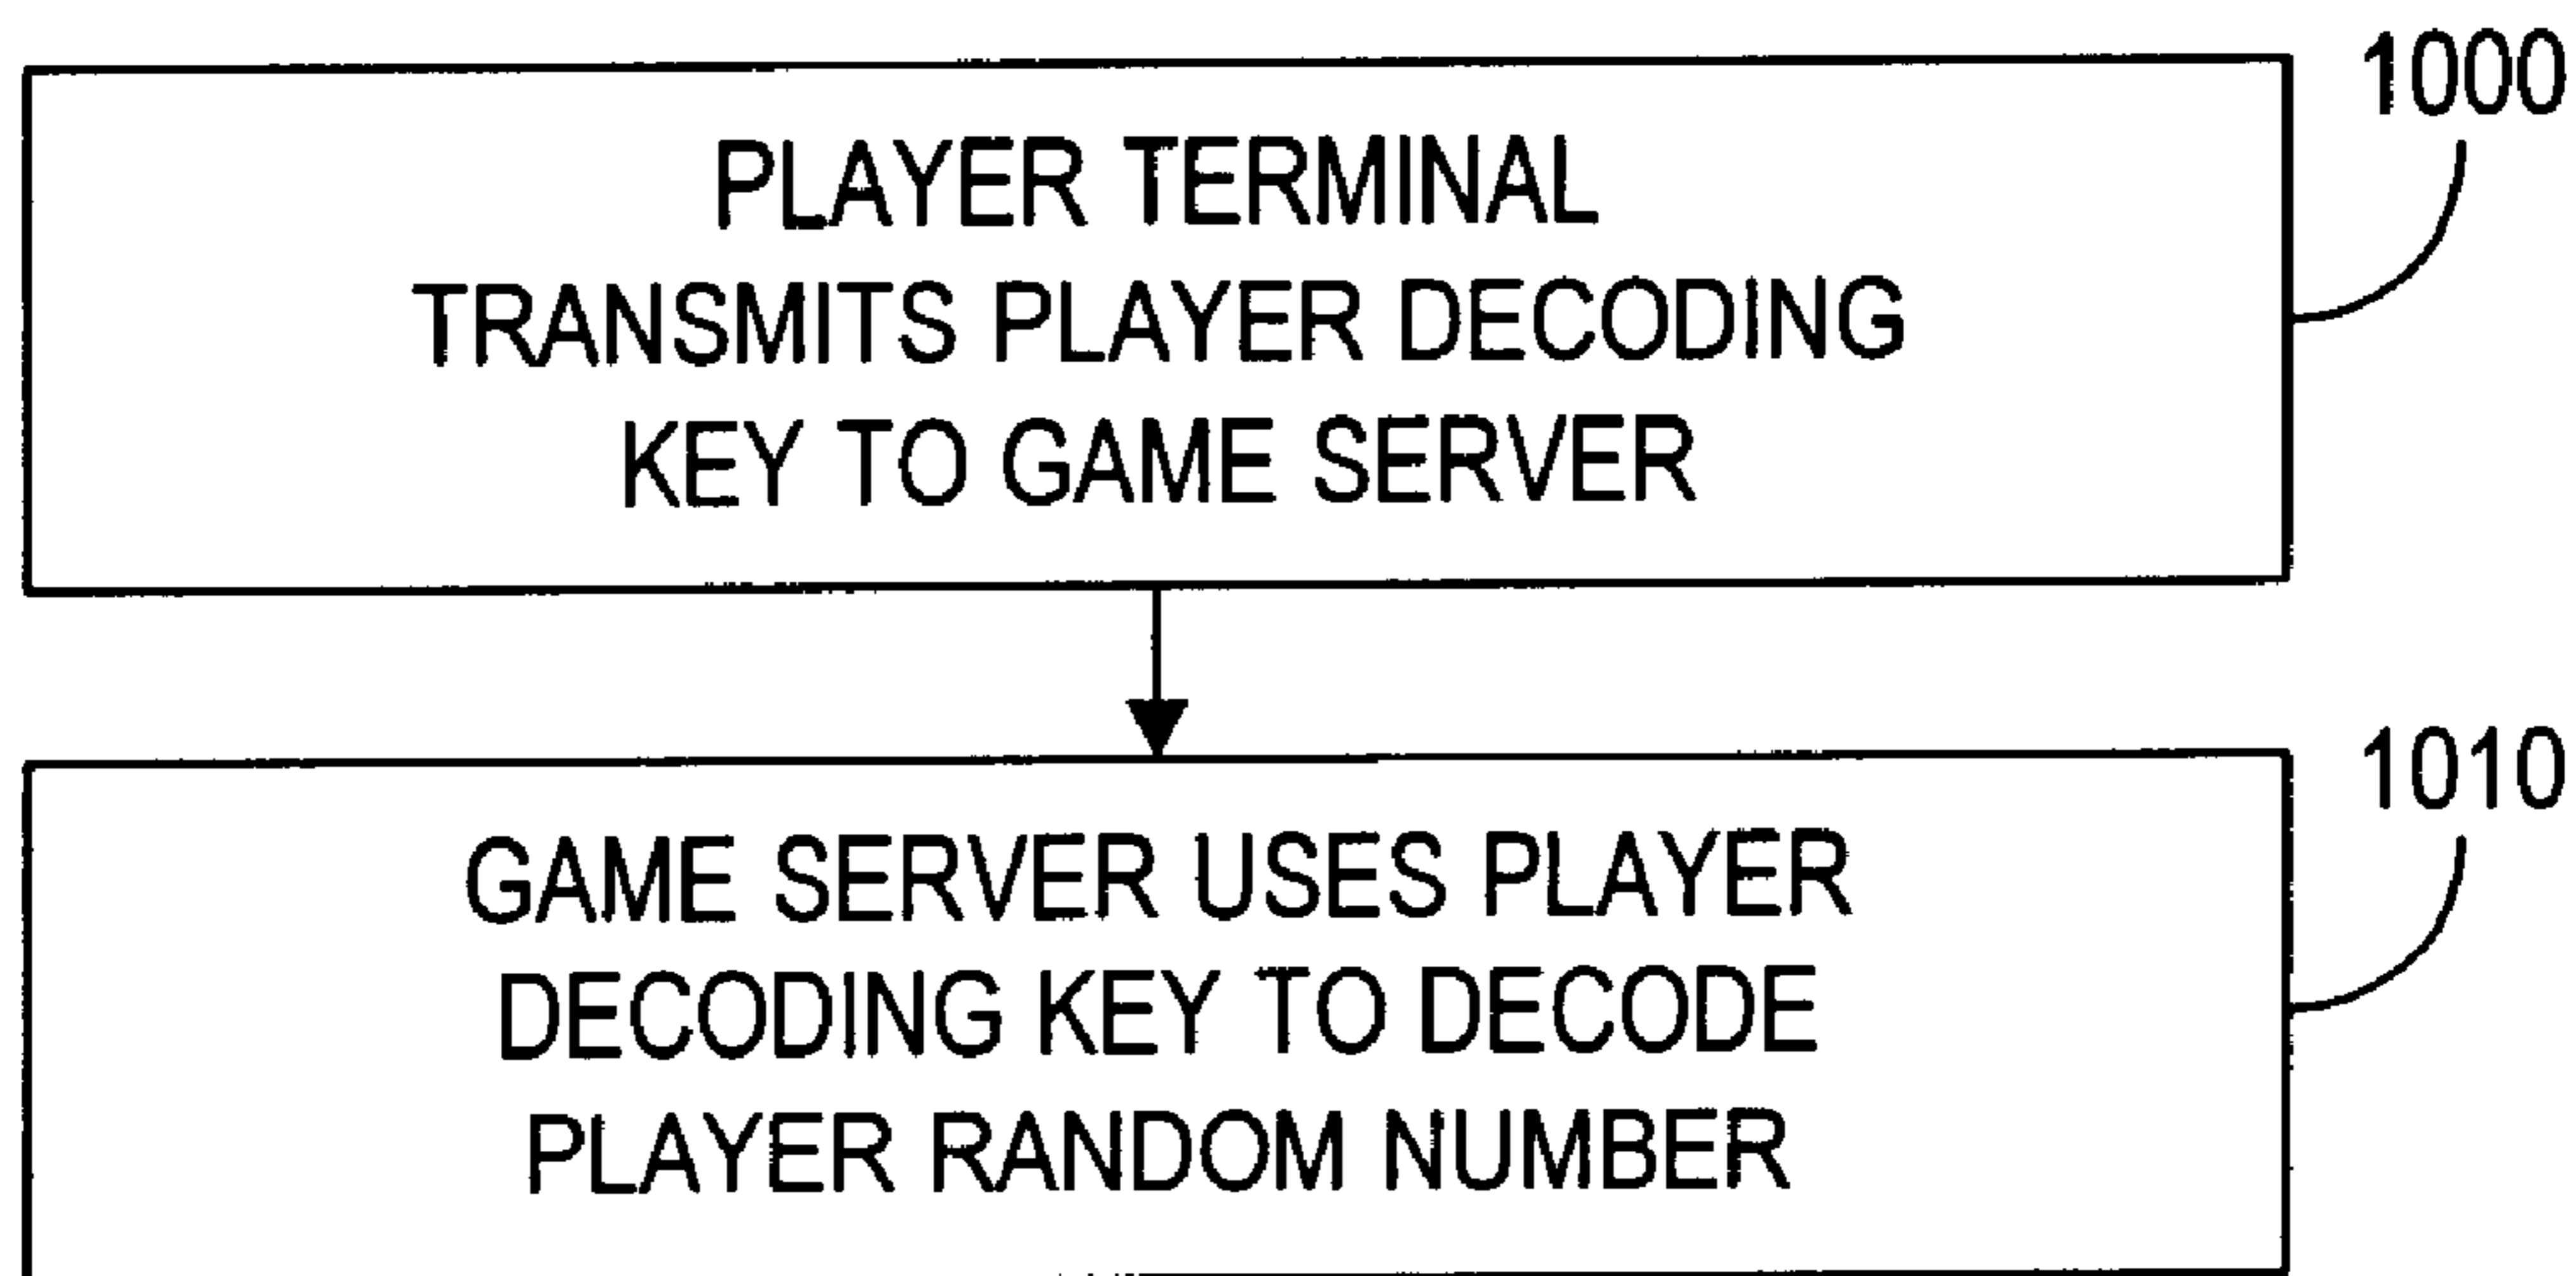 1000
PLAYER TERMINAL
TRANSMITS PLAYER DECODING
KEY TO GAME SERVER
1010
GAME SERVER USES PLAYER
DECODING KEY TO DECODE
PLAYER RANDOM NUMBER